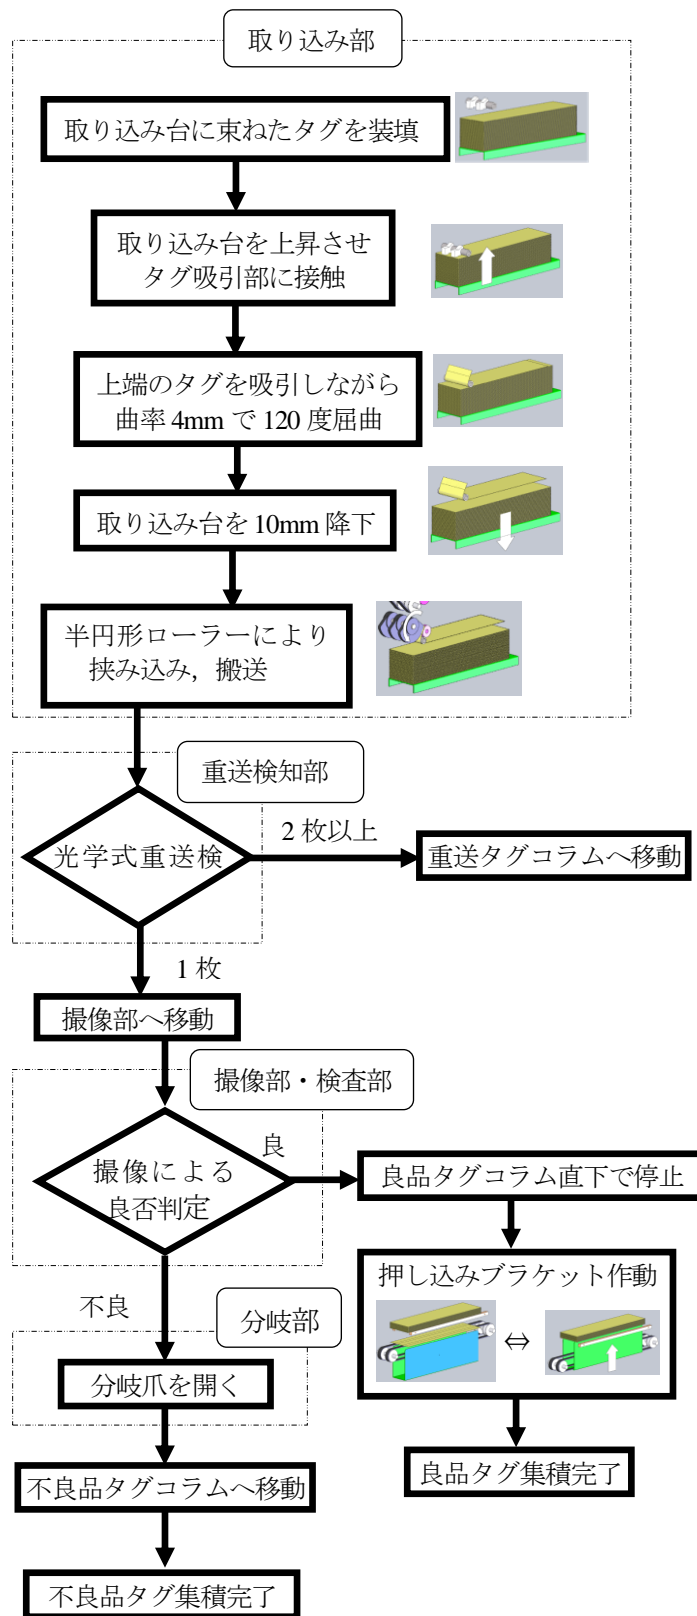 取り込み部
取り込み台に束ねたタグを装填
取り込み台を上昇させ
タグ吸引部に接触
上端のタグを吸引しながら
曲率 4mm で 120 度屈曲
取り込み台を 10mm 降下
半円形ローラーにより
挟み込み，搬送
重送検知部
光学式重送検
2 枚以上
重送タグコラムへ移動
1 枚
撮像部へ移動
撮像部・検査部
撮像による
良否判定
良
良品タグコラム直下で停止
押し込みブラケット作動
⇔
良品タグ集積完了
不良
分岐部
分岐爪を開く
不良品タグコラムへ移動
不良品タグ集積完了